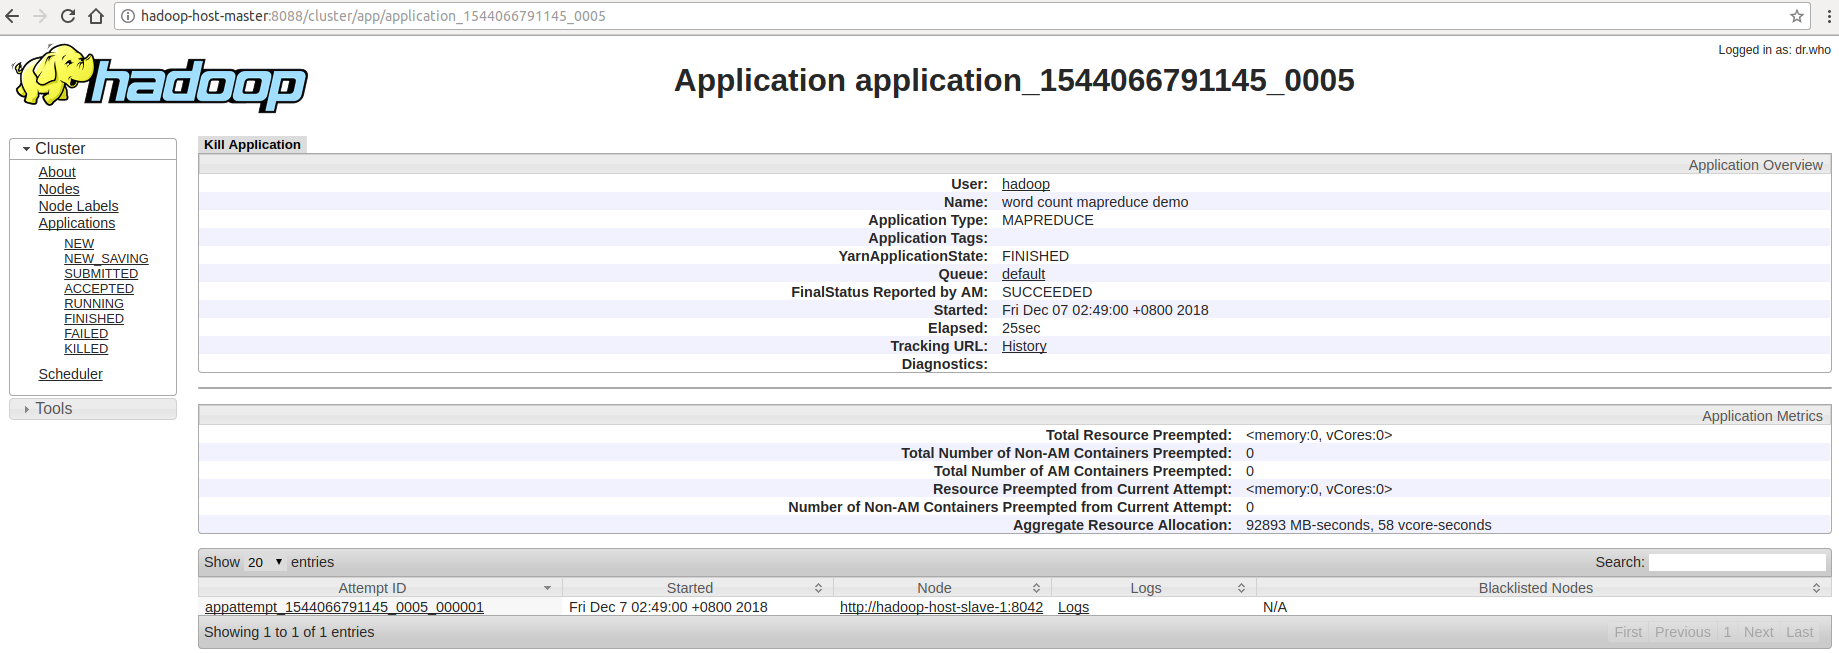 hadoop-host-master:8088/cluster/app/application_1544066791145_0005
Logged in as: dr.who
hadoop
Application application_1544066791145_0005
Cluster
About
Nodes
Node Labels
Applications
NEW
NEW_SAVING
SUBMITTED
ACCEPTED
RUNNING
FINISHED
FAILED
KILLED
Scheduler
Tools
Kill Application
Application Overview
User: hadoop
Name: word count mapreduce demo
Application Type: MAPREDUCE
Application Tags:
YarnApplicationState: FINISHED
Queue: default
FinalStatus Reported by AM: SUCCEEDED
Started: Fri Dec 07 02:49:00 +0800 2018
Elapsed: 25sec
Tracking URL: History
Diagnostics:
Application Metrics
Total Resource Preempted: <memory:0, vCores:0>
Total Number of Non-AM Containers Preempted: 0
Total Number of AM Containers Preempted: 0
Resource Preempted from Current Attempt: <memory:0, vCores:0>
Number of Non-AM Containers Preempted from Current Attempt: 0
Aggregate Resource Allocation: 92893 MB-seconds, 58 vcore-seconds
Show 20 entries Search:
Attempt ID Started Node Logs Blacklisted Nodes
appattempt_1544066791145_0005_000001 Fri Dec 7 02:49:00 +0800 2018 http://hadoop-host-slave-1:8042 Logs N/A
Showing 1 to 1 of 1 entries First Previous 1 Next Last